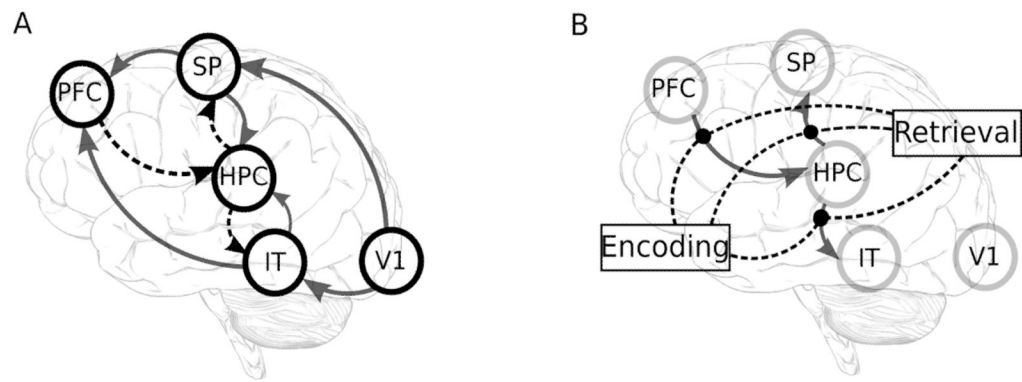 A
SP
PFC
HPC
IT
V1
B
SP
PFC
Retrieval
HPC
Encoding
IT
V1